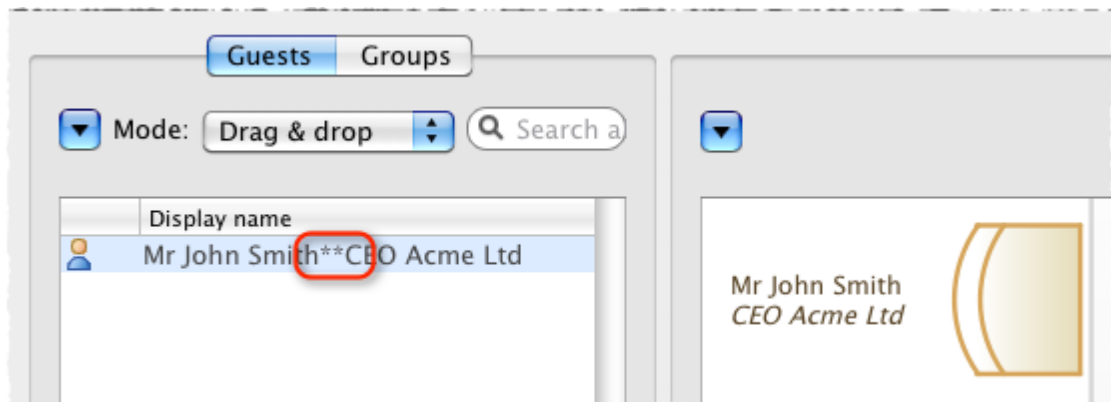 Guests Groups
Mode: Drag & drop Search a
Display name
Mr John Smith**CEO Acme Ltd
Mr John Smith
CEO Acme Ltd